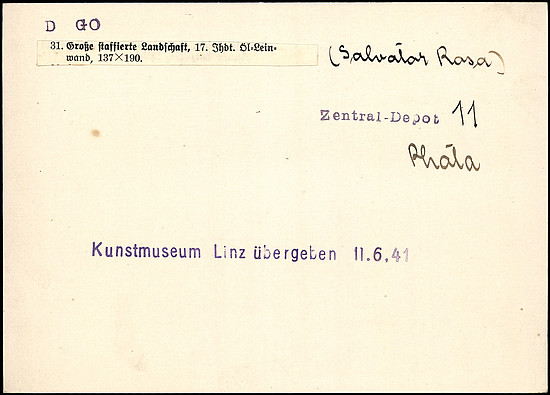 D GO
31. Große staffierte Landschaft, 17. Jhdt. Öl-Lein-
wand, 137×190.
(Salvator Rosa)
Zentral-Depot 11
Kunstmuseum Linz übergeben 11.6.41